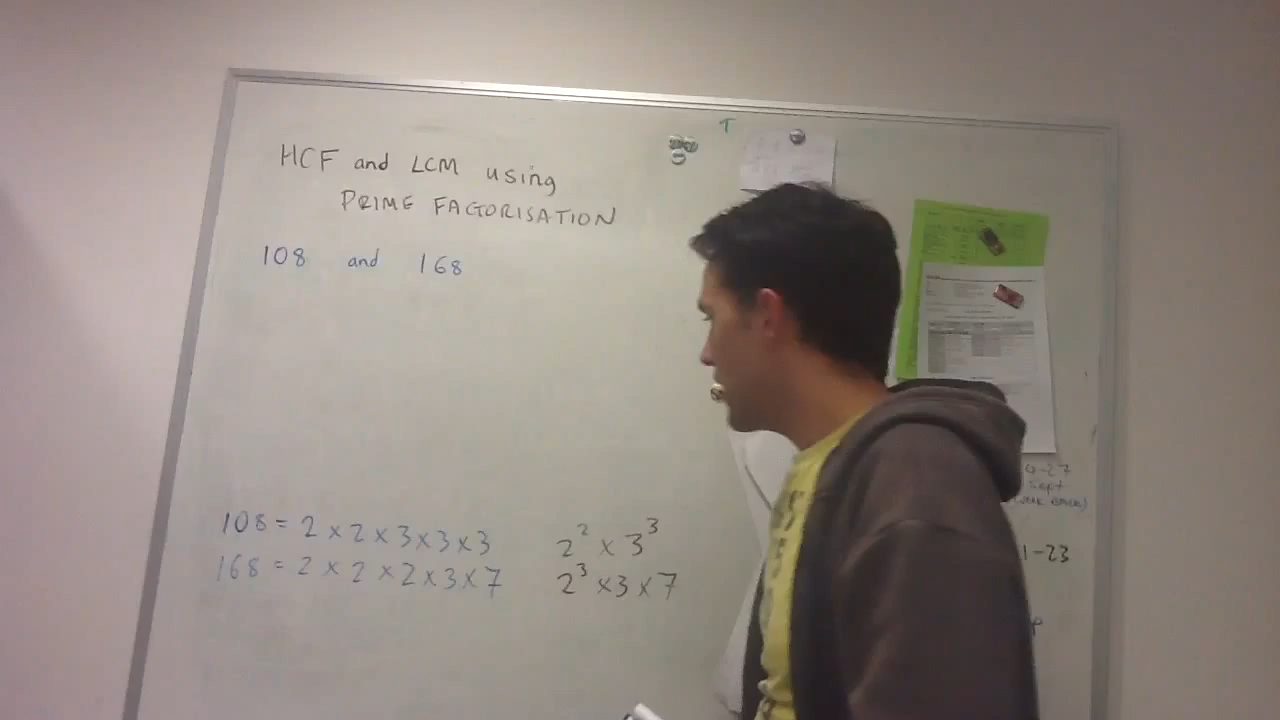 T
HCF and LCM using
PRIME FACTORISATION
108 and 168
108 = 2 × 2 × 3 × 3 × 3 2² × 3³
168 = 2 × 2 × 2 × 3 × 7 2³ × 3 × 7
-27
Sept
1-23